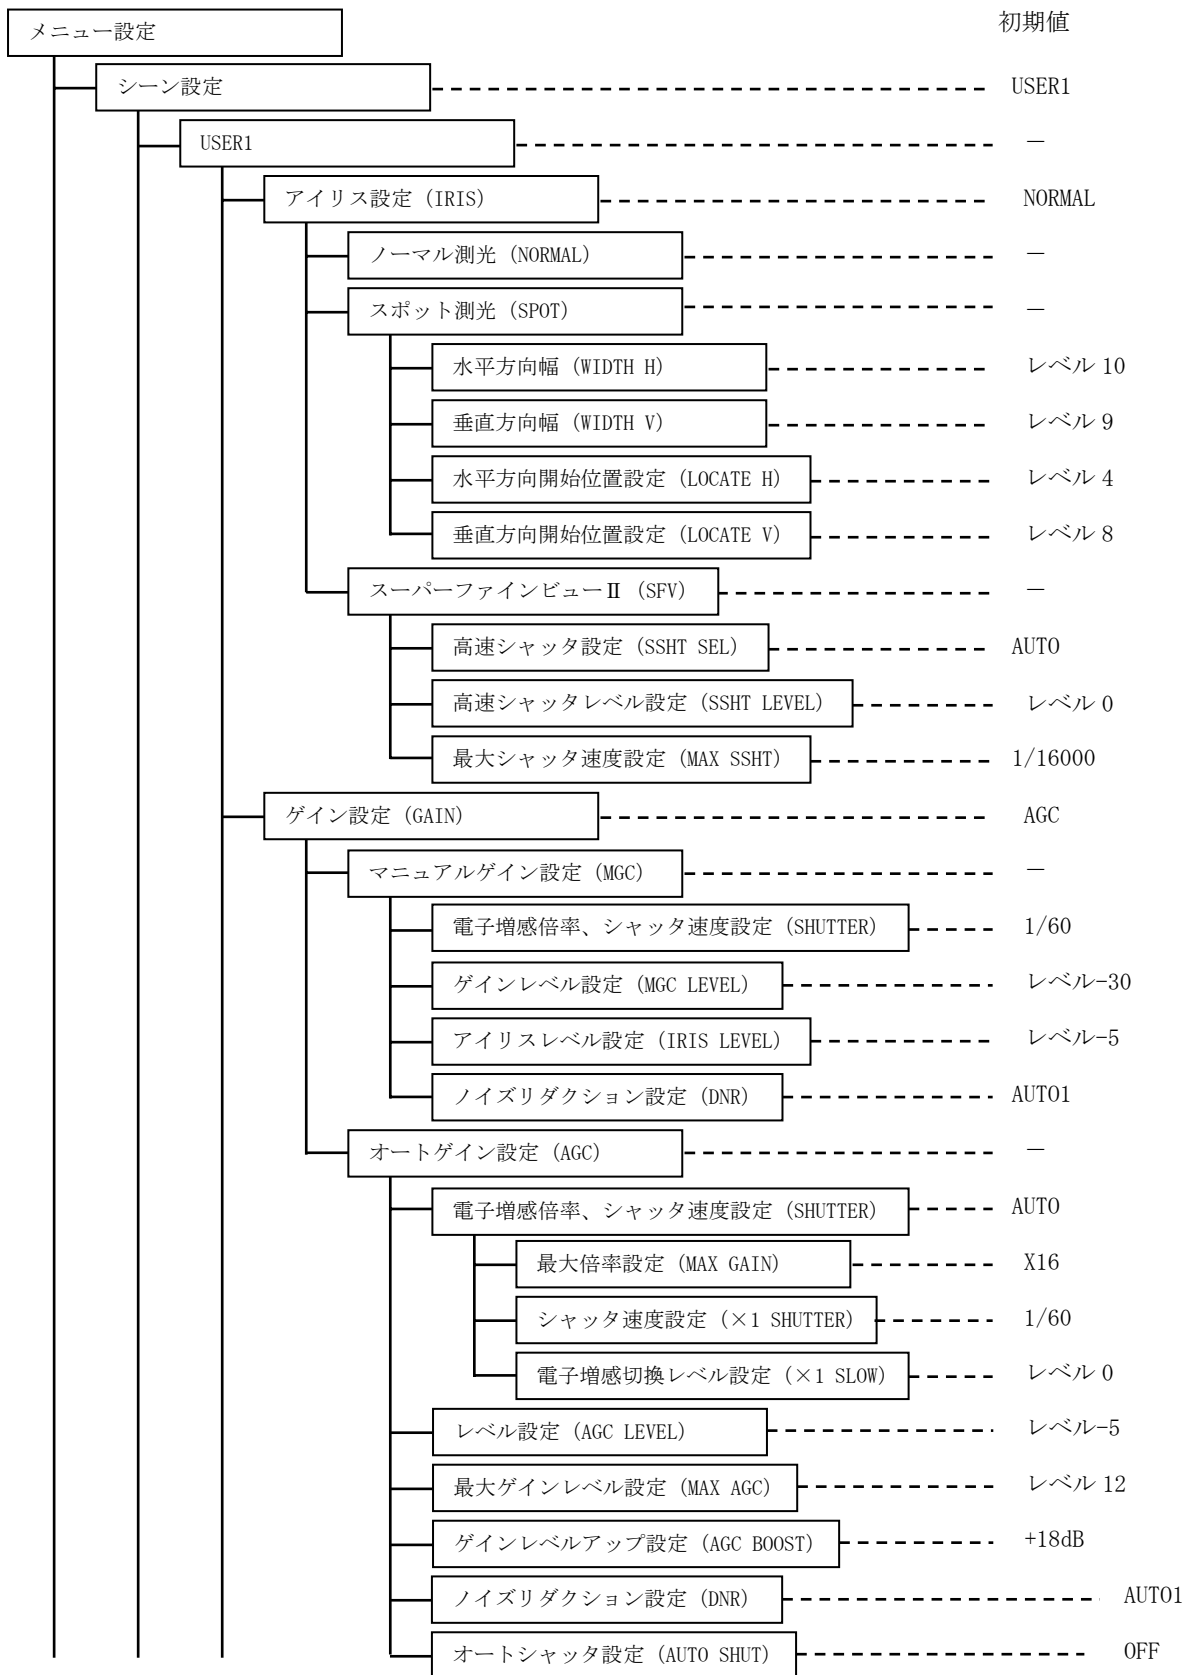 メニュー設定 初期値
シーン設定 USER1
USER1 －
アイリス設定（IRIS） NORMAL
ノーマル測光（NORMAL） －
スポット測光（SPOT） －
水平方向幅（WIDTH H） レベル 10
垂直方向幅（WIDTH V） レベル 9
水平方向開始位置設定（LOCATE H） レベル 4
垂直方向開始位置設定（LOCATE V） レベル 8
スーパーファインビューⅡ（SFV） －
高速シャッタ設定（SSHT SEL） AUTO
高速シャッタレベル設定（SSHT LEVEL） レベル 0
最大シャッタ速度設定（MAX SSHT） 1/16000
ゲイン設定（GAIN） AGC
マニュアルゲイン設定（MGC） －
電子増感倍率、シャッタ速度設定（SHUTTER） 1/60
ゲインレベル設定（MGC LEVEL） レベル-30
アイリスレベル設定（IRIS LEVEL） レベル-5
ノイズリダクション設定（DNR） AUTO1
オートゲイン設定（AGC） －
電子増感倍率、シャッタ速度設定（SHUTTER） AUTO
最大倍率設定（MAX GAIN） X16
シャッタ速度設定（×1 SHUTTER） 1/60
電子増感切換レベル設定（×1 SLOW） レベル 0
レベル設定（AGC LEVEL） レベル-5
最大ゲインレベル設定（MAX AGC） レベル 12
ゲインレベルアップ設定（AGC BOOST） +18dB
ノイズリダクション設定（DNR） AUTO1
オートシャッタ設定（AUTO SHUT） OFF